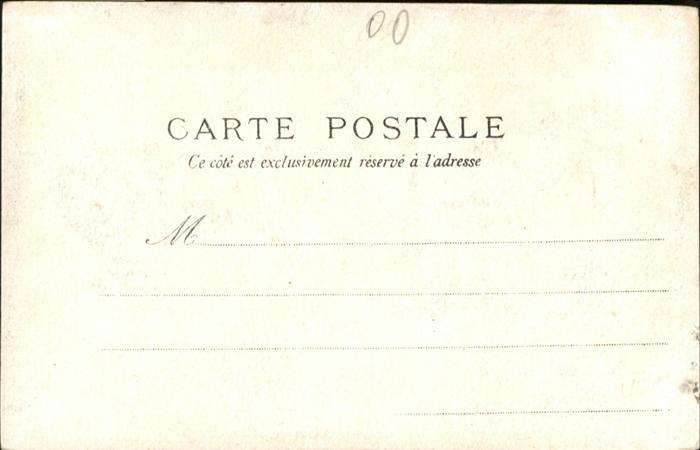 00
CARTE POSTALE
Ce côté est exclusivement réservé à l'adresse
M